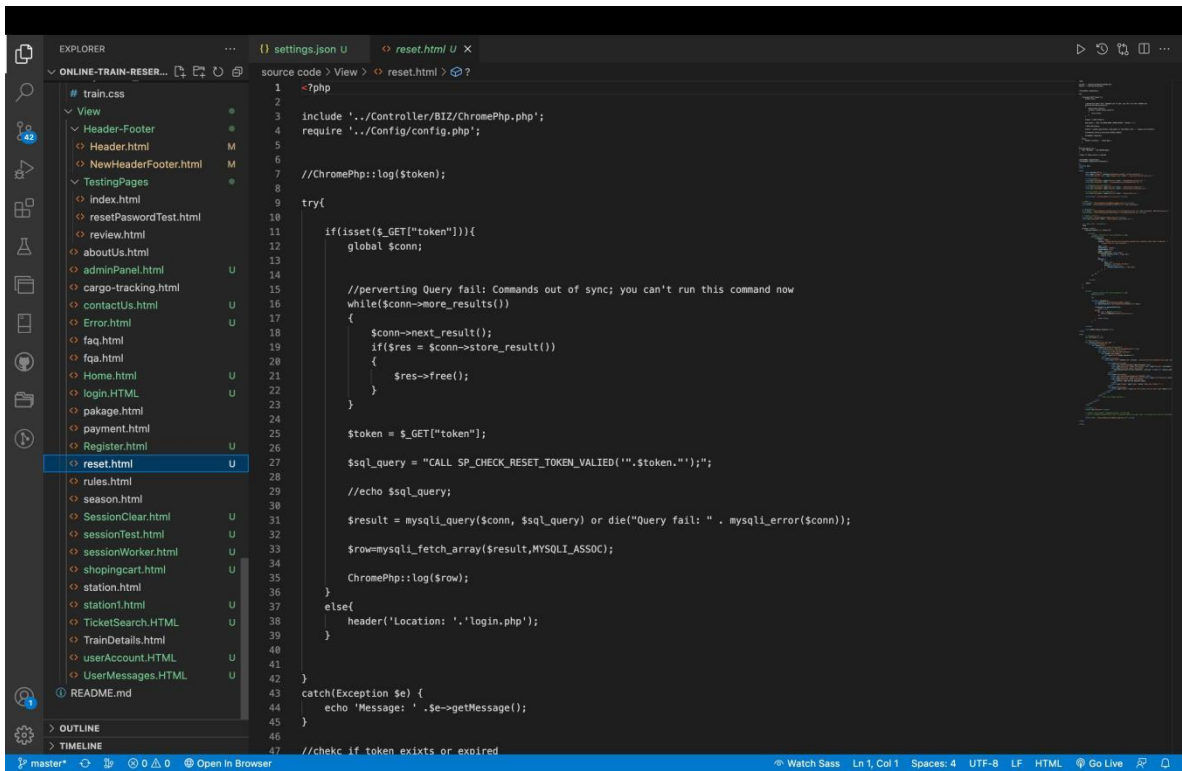 EXPLORER
ONLINE-TRAIN-RESER...
# train.css
View
Header-Footer
Header.html M
NewHeaderFooter.html M
TestingPages
index.html
resetPaswordTest.html
review.html
aboutUs.html
adminPanel.html U
cargo-tracking.html
contactUs.html U
Error.html U
faq.html
fqa.html
Home.html U
login.HTML U
pakage.html
payment.html
Register.html U
reset.html U
rules.html
season.html
SessionClear.html U
sessionTest.html U
sessionWorker.html U
shopingcart.html U
station.html
station1.html U
TicketSearch.HTML U
TrainDetails.html
userAccount.HTML U
UserMessages.HTML U
README.md
OUTLINE
TIMELINE
42
1
{} settings.json U
<> reset.html U
source code > View > <> reset.html > ?
1 <?php
2
3 include '../Controller/BIZ/ChromePhp.php';
4 require '../Config/config.php';
5
6
7 //ChromePhp::log($token);
8
9 try{
10
11 if(isset($_GET["token"])){
12 global $conn;
13
14
15 //perverting Query fail: Commands out of sync; you can't run this command now
16 while($conn->more_results())
17 {
18 $conn->next_result();
19 if($res = $conn->store_result())
20 {
21 $res->free();
22 }
23 }
24
25 $token = $_GET["token"];
26
27 $sql_query = "CALL SP_CHECK_RESET_TOKEN_VALIED('".$token."');";
28
29 //echo $sql_query;
30
31 $result = mysqli_query($conn, $sql_query) or die("Query fail: " . mysqli_error($conn));
32
33 $row=mysqli_fetch_array($result,MYSQLI_ASSOC);
34
35 ChromePhp::log($row);
36 }
37 else{
38 header('Location: '.'login.php');
39 }
40
41
42 }
43 catch(Exception $e) {
44 echo 'Message: ' .$e->getMessage();
45 }
46
47 //chekc if token exixts or expired
master* 0 0 Open In Browser Watch Sass Ln 1, Col 1 Spaces: 4 UTF-8 LF HTML Go Live